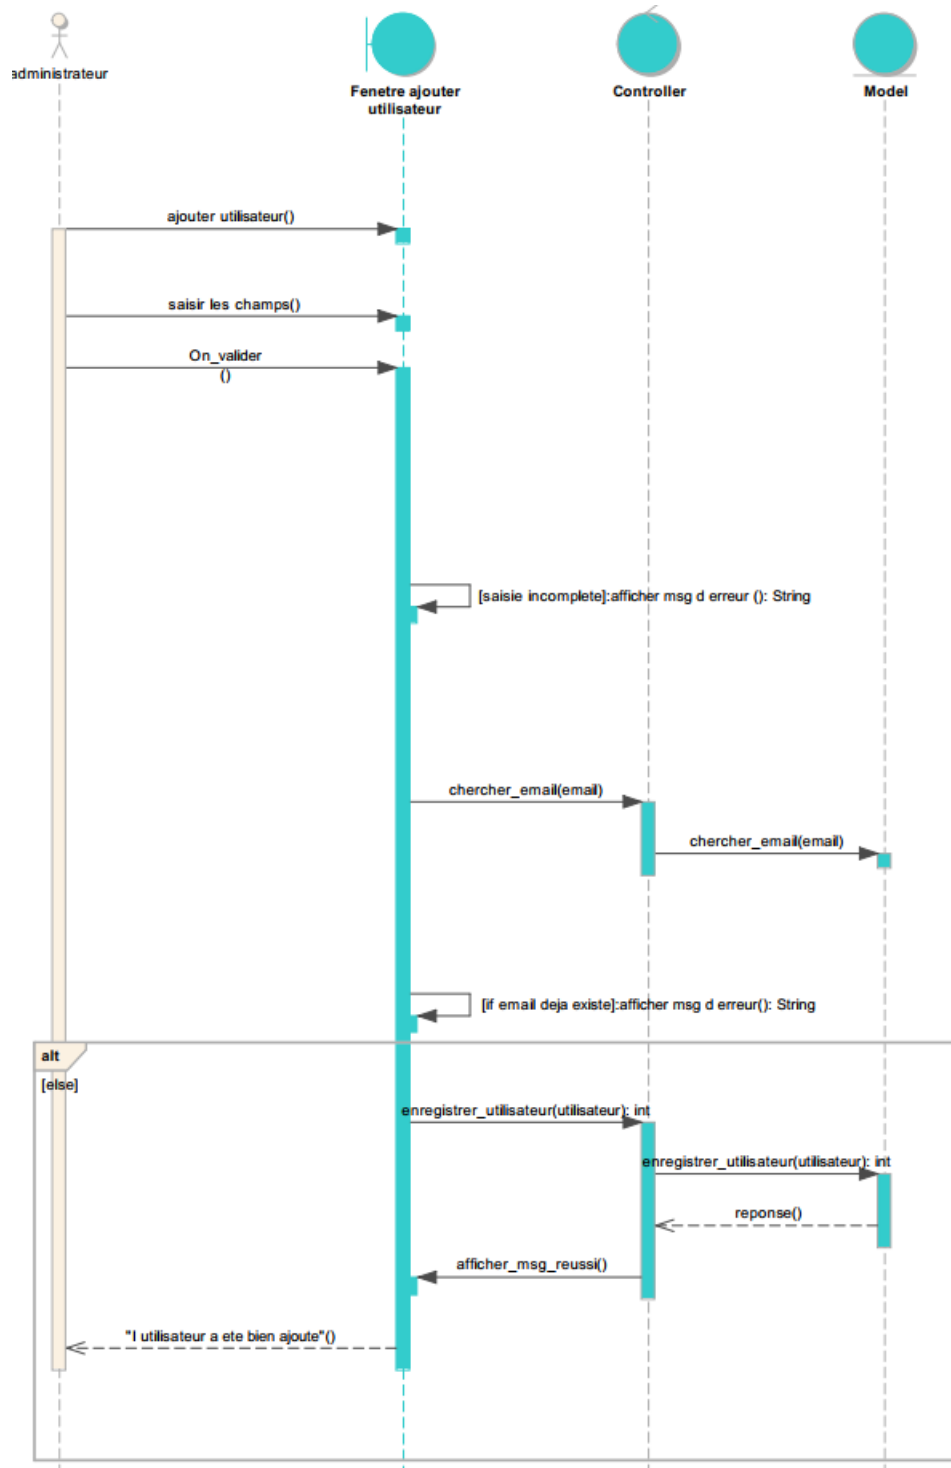 administrateur
Fenetre ajouter
utilisateur
Controller
Model
ajouter utilisateur()
saisir les champs()
On_valider
()
[saisie incomplete]:afficher msg d erreur (): String
chercher_email(email)
chercher_email(email)
[if email deja existe]:afficher msg d erreur(): String
alt
[else]
enregistrer_utilisateur(utilisateur): int
enregistrer_utilisateur(utilisateur): int
reponse()
afficher_msg_reussi()
"l utilisateur a ete bien ajoute"()